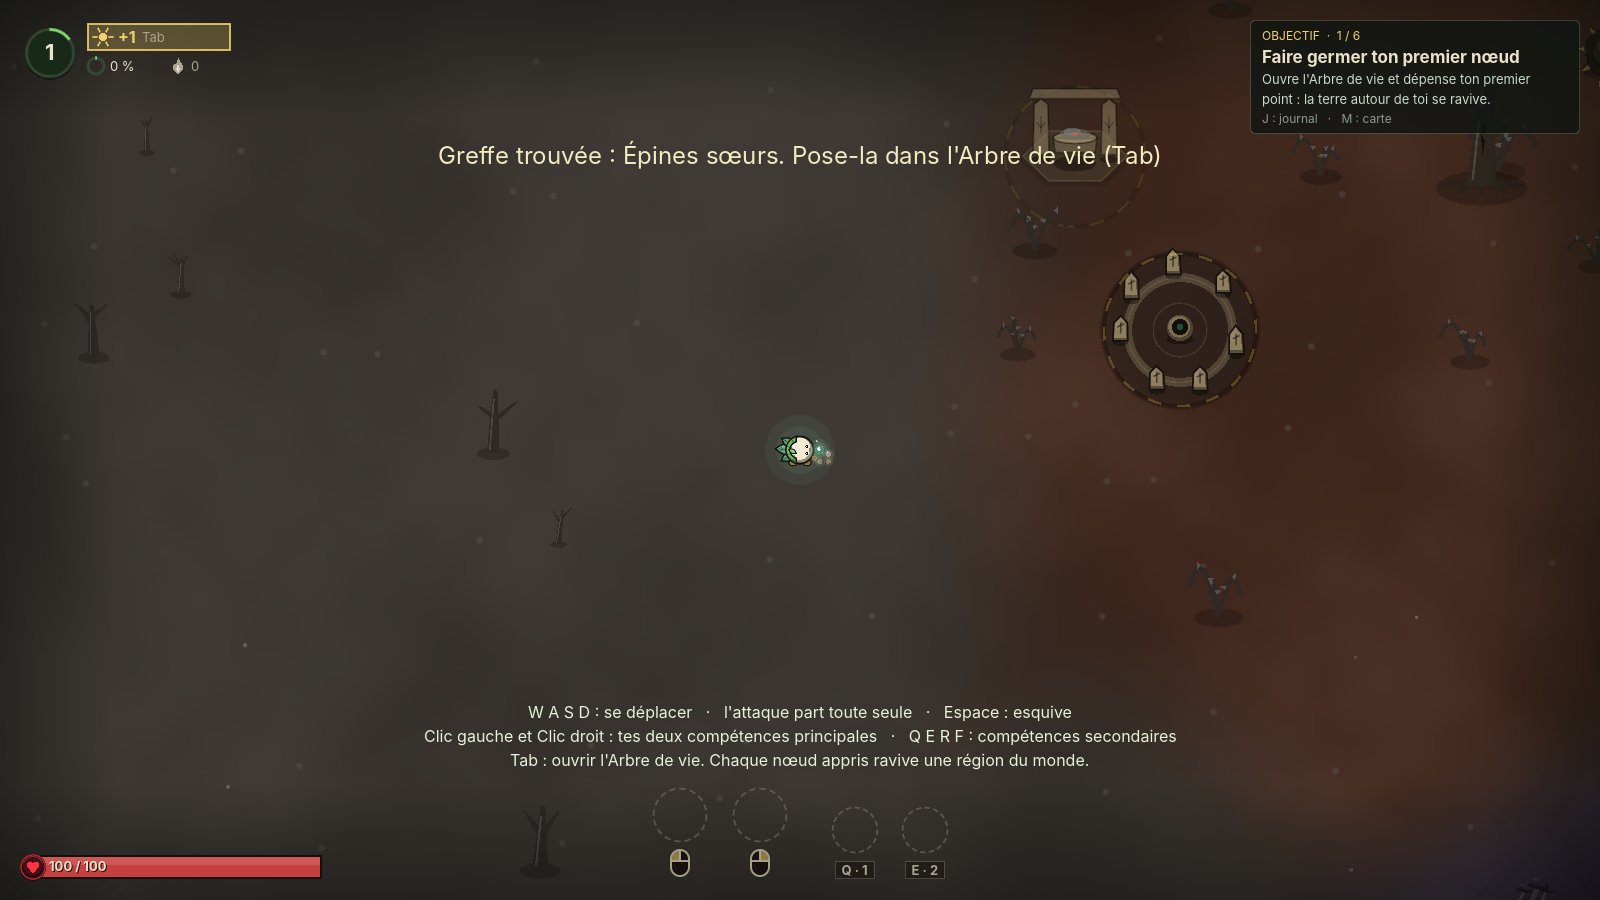 1
+1 Tab
0 %
0
OBJECTIF · 1 / 6
Faire germer ton premier nœud
Ouvre l'Arbre de vie et dépense ton premier
point : la terre autour de toi se ravive.
J : journal · M : carte
Greffe trouvée : Épines sœurs. Pose-la dans l'Arbre de vie (Tab)
W A S D : se déplacer · l'attaque part toute seule · Espace : esquive
Clic gauche et Clic droit : tes deux compétences principales · Q E R F : compétences secondaires
Tab : ouvrir l'Arbre de vie. Chaque nœud appris ravive une région du monde.
100 / 100
Q · 1
E · 2